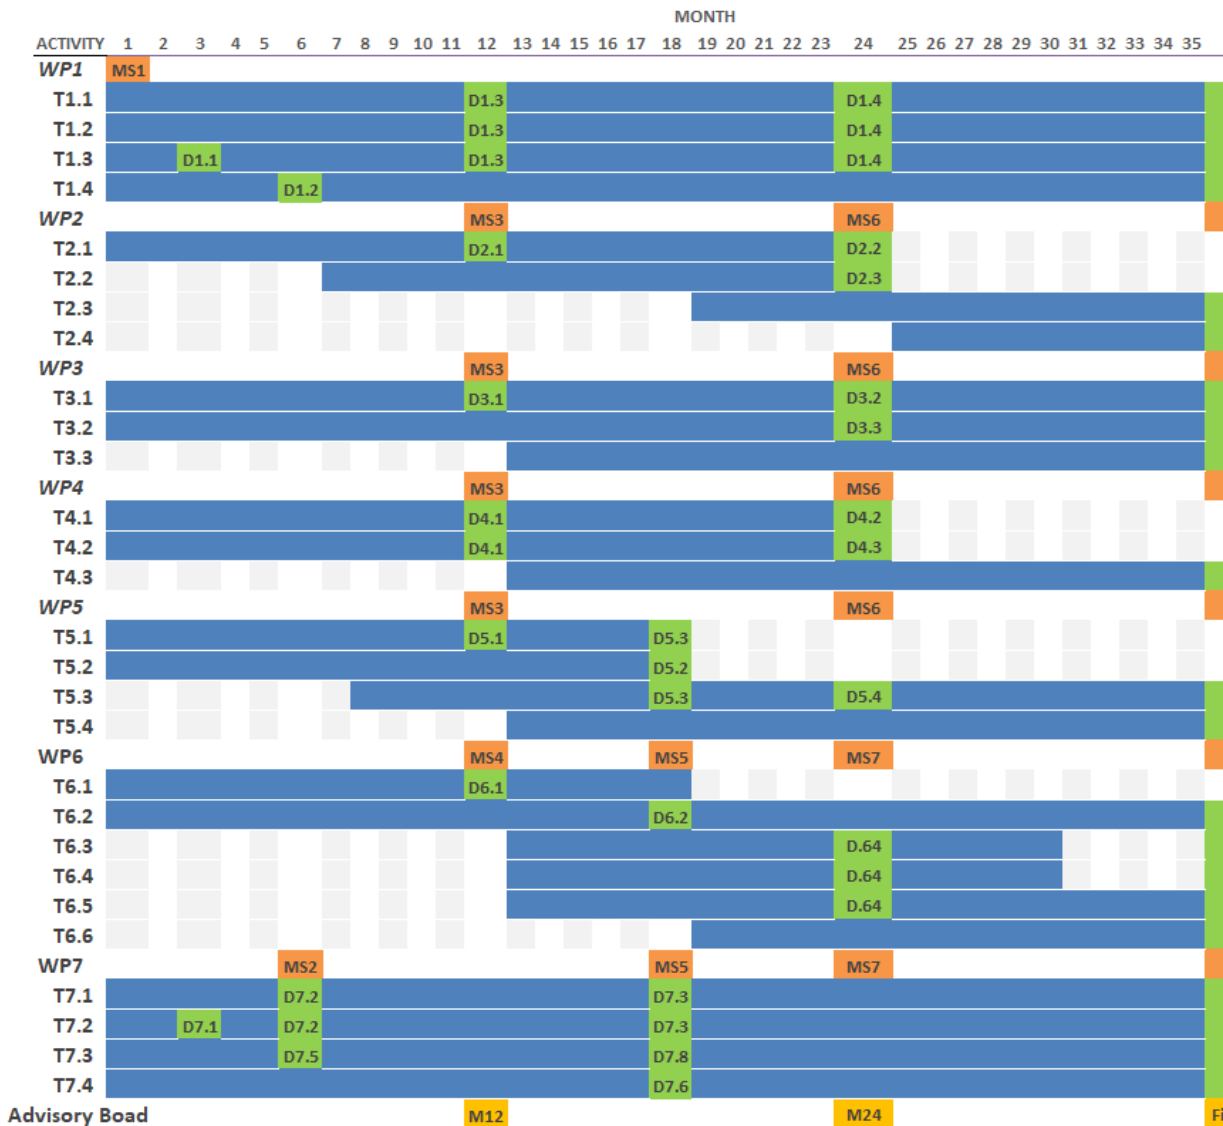 MONTH
ACTIVITY 1 2 3 4 5 6 7 8 9 10 11 12 13 14 15 16 17 18 19 20 21 22 23 24 25 26 27 28 29 30 31 32 33 34 35
WP1 MS1
T1.1 D1.3 D1.4
T1.2 D1.3 D1.4
T1.3 D1.1 D1.3 D1.4
T1.4 D1.2
WP2 MS3 MS6
T2.1 D2.1 D2.2
T2.2 D2.3
T2.3
T2.4
WP3 MS3 MS6
T3.1 D3.1 D3.2
T3.2 D3.3
T3.3
WP4 MS3 MS6
T4.1 D4.1 D4.2
T4.2 D4.1 D4.3
T4.3
WP5 MS3 MS6
T5.1 D5.1 D5.3
T5.2 D5.2
T5.3 D5.3 D5.4
T5.4
WP6 MS4 MS5 MS7
T6.1 D6.1
T6.2 D6.2
T6.3 D.64
T6.4 D.64
T6.5 D.64
T6.6
WP7 MS2 MS5 MS7
T7.1 D7.2 D7.3
T7.2 D7.1 D7.2 D7.3
T7.3 D7.5 D7.8
T7.4 D7.6
Advisory Boad M12 M24